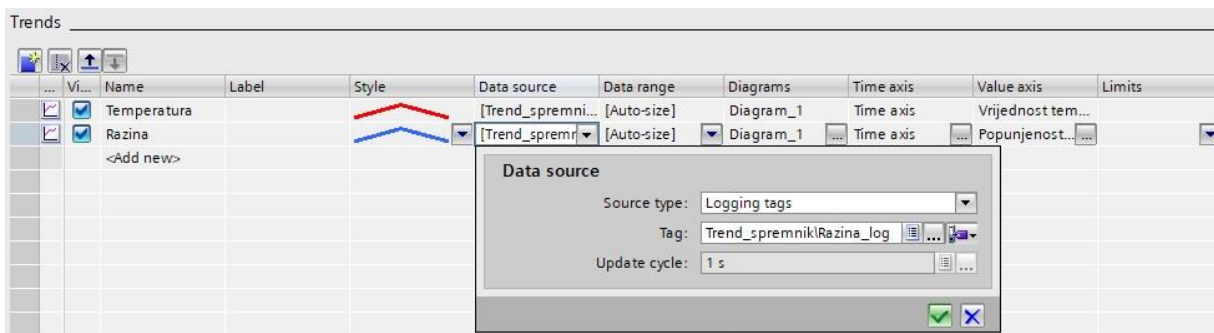 Trends
... Vi... Name Label Style Data source Data range Diagrams Time axis Value axis Limits
Temperatura [Trend_spremni... [Auto-size] Diagram_1 Time axis Vrijednost tem...
Razina [Trend_spremr [Auto-size] Diagram_1 ... Time axis ... Popunjenost... ...
<Add new>
Data source
Source type: Logging tags
Tag: Trend_spremnik\Razina_log ...
Update cycle: 1 s ...